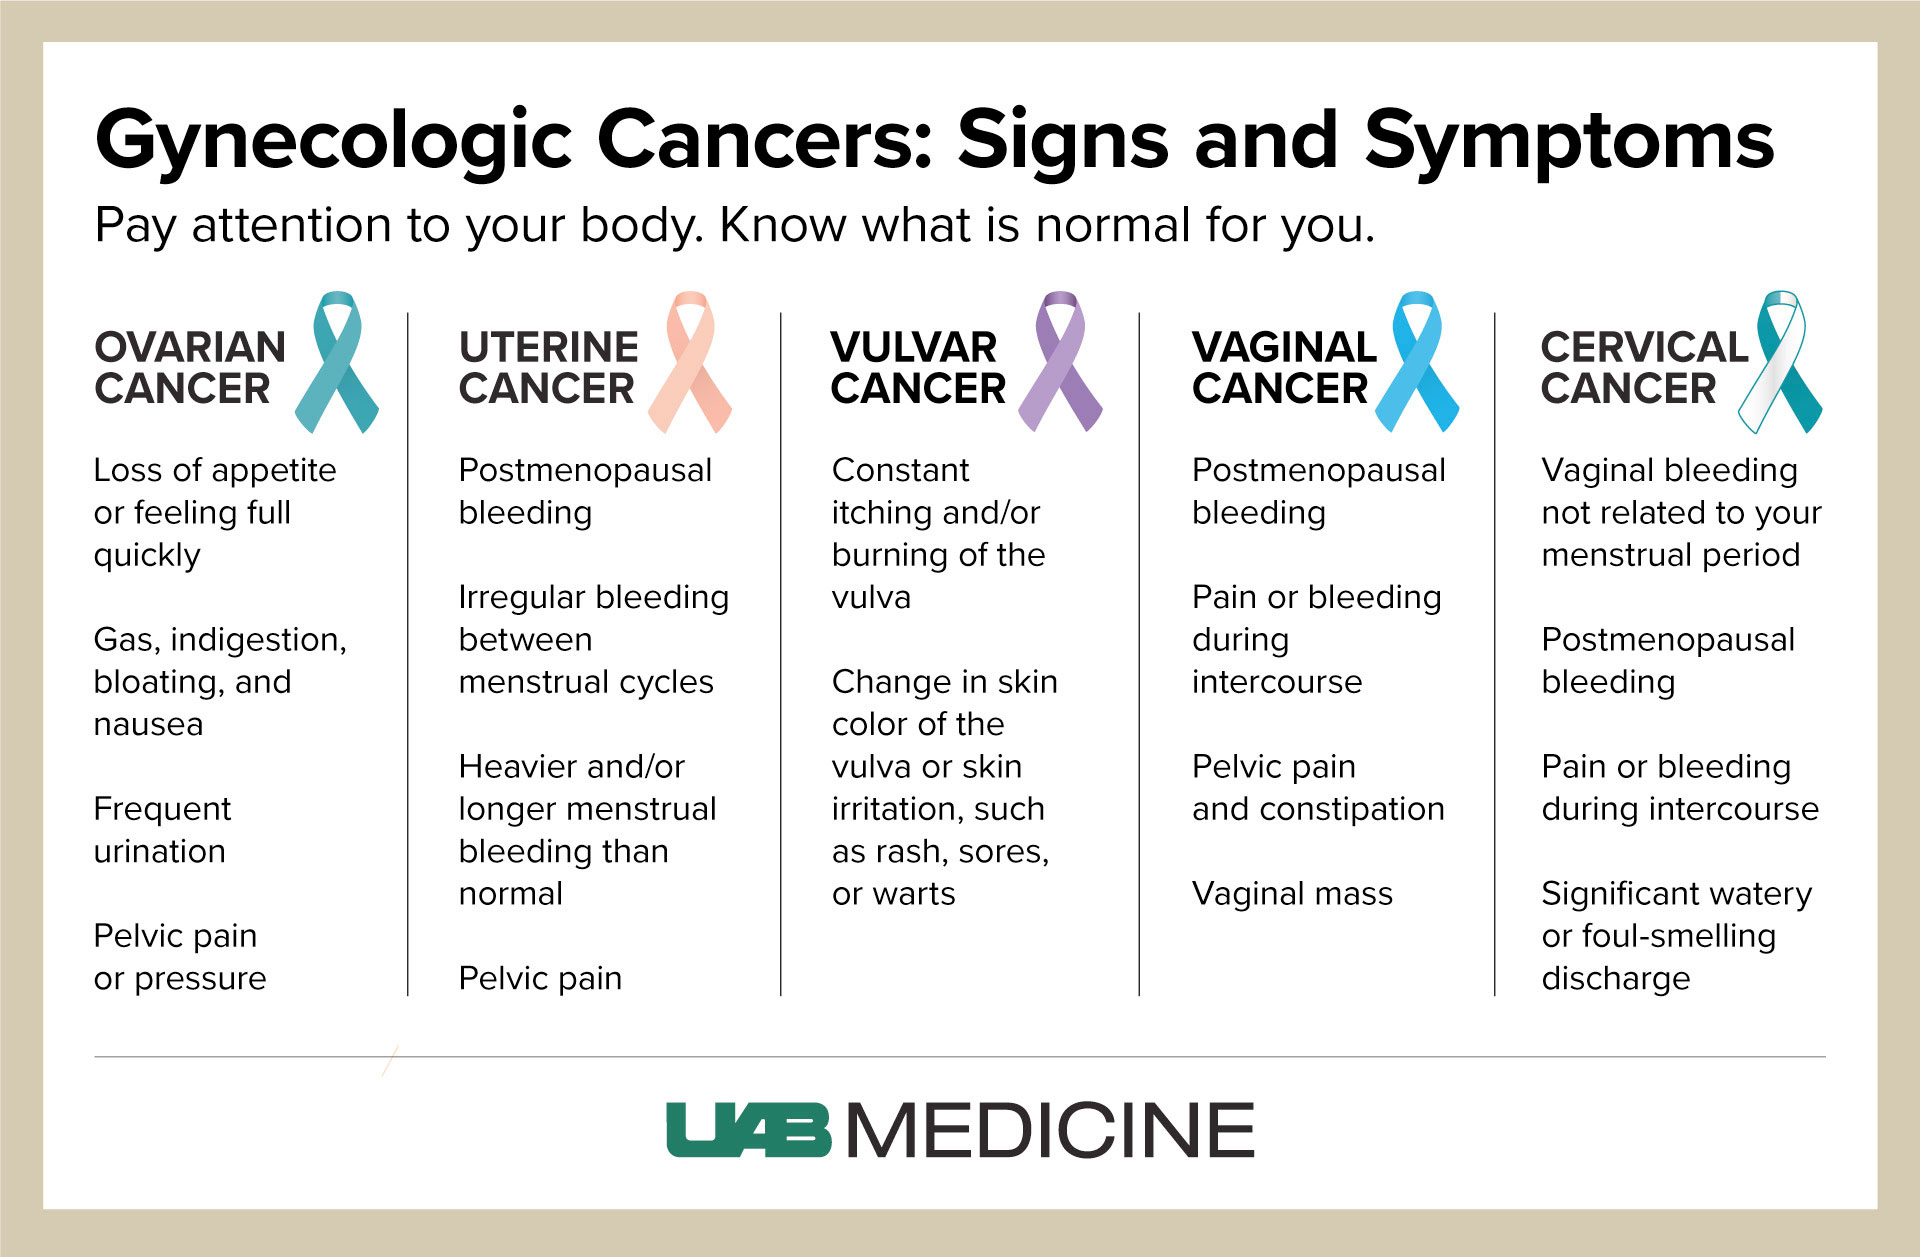 Gynecologic Cancers: Signs and Symptoms
Pay attention to your body. Know what is normal for you.
OVARIAN
CANCER
Loss of appetite
or feeling full
quickly
Gas, indigestion,
bloating, and
nausea
Frequent
urination
Pelvic pain
or pressure
UTERINE
CANCER
Postmenopausal
bleeding
Irregular bleeding
between
menstrual cycles
Heavier and/or
longer menstrual
bleeding than
normal
Pelvic pain
VULVAR
CANCER
Constant
itching and/or
burning of the
vulva
Change in skin
color of the
vulva or skin
irritation, such
as rash, sores,
or warts
VAGINAL
CANCER
Postmenopausal
bleeding
Pain or bleeding
during
intercourse
Pelvic pain
and constipation
Vaginal mass
CERVICAL
CANCER
Vaginal bleeding
not related to your
menstrual period
Postmenopausal
bleeding
Pain or bleeding
during intercourse
Significant watery
or foul-smelling
discharge
UAB MEDICINE